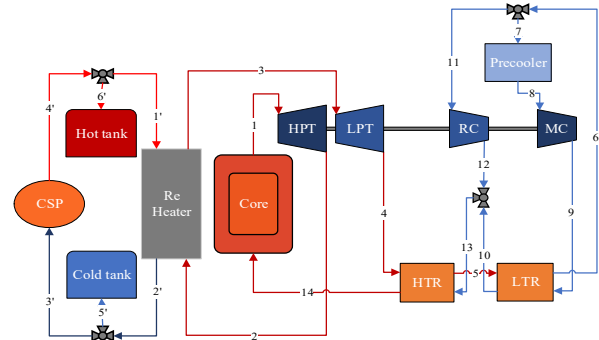 7
Precooler
3
11
4'
6'
8
1'
Hot tank
1
HPT
LPT
RC
MC
6
12
Re
Heater
CSP
Core
4
13
10
9
Cold tank
HTR
5
LTR
3'
5'
2'
14
2